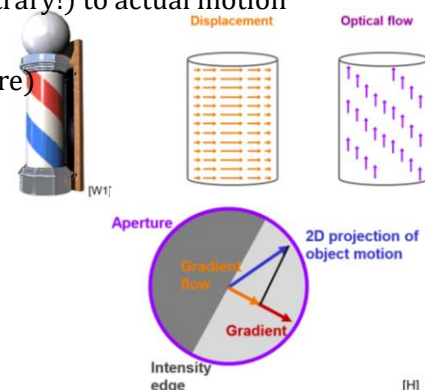 trary!) to actual motion
Displacement
Optical flow
re)
[W1]
Aperture
2D projection of
object motion
Gradient
flow
Gradient
Intensity
edge
[H]